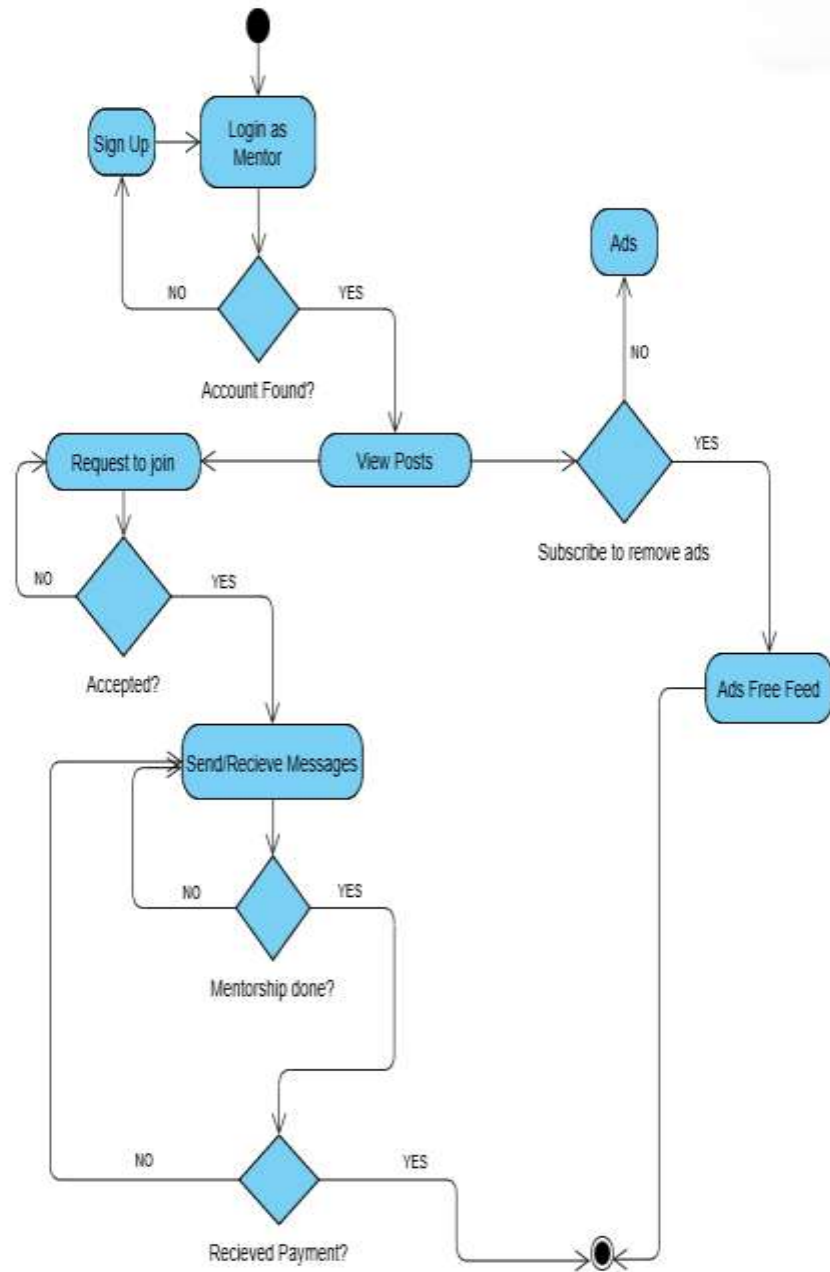 Login as
Mentor
Sign Up
Ads
NO
YES
NO
Account Found?
YES
Request to join
View Posts
Subscribe to remove ads
NO
YES
Accepted?
Ads Free Feed
Send/Recieve Messages
NO
YES
Mentorship done?
NO
YES
Recieved Payment?